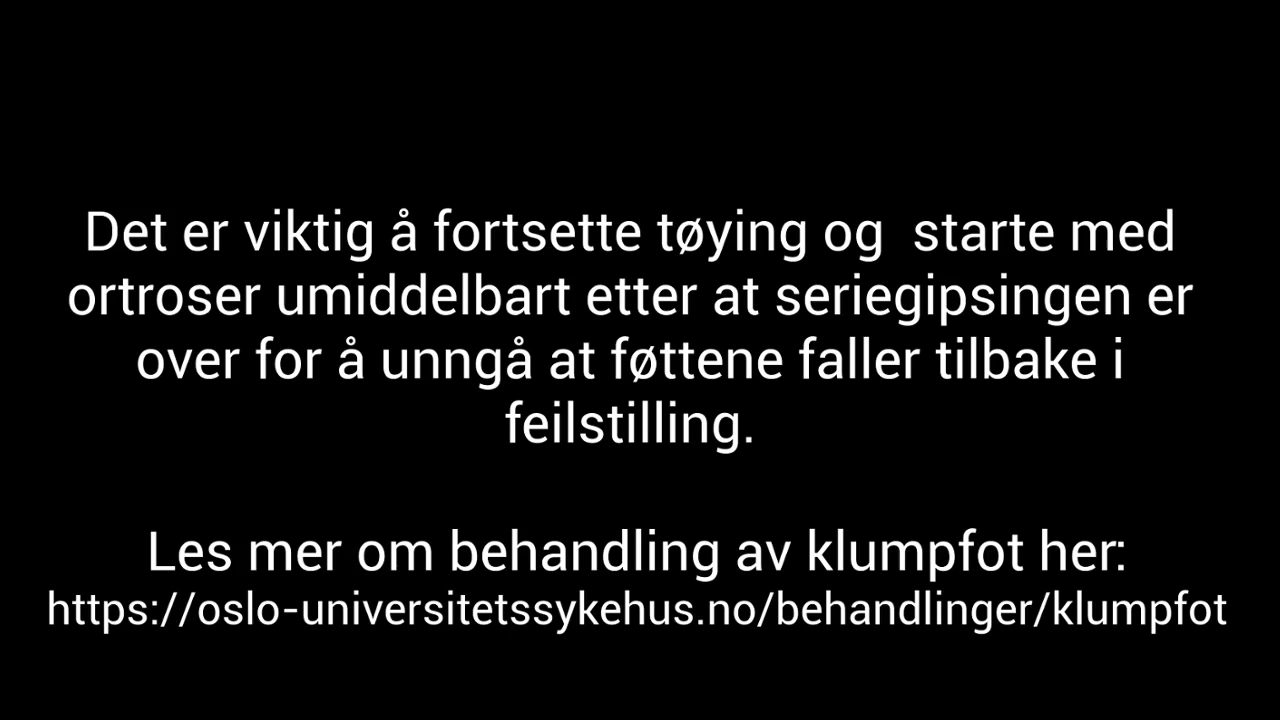 Det er viktig å fortsette tøying og  starte med
ortroser umiddelbart etter at seriegipsingen er
over for å unngå at føttene faller tilbake i
feilstilling.
Les mer om behandling av klumpfot her:
https://oslo-universitetssykehus.no/behandlinger/klumpfot